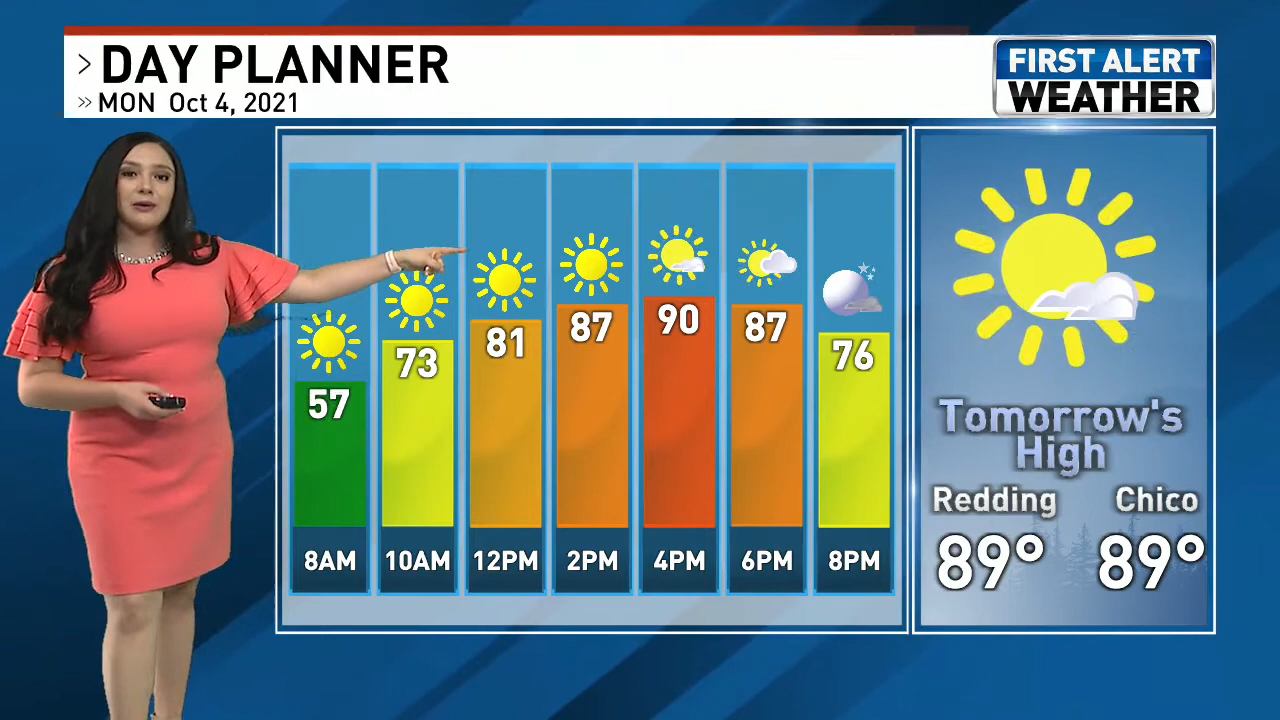 > DAY PLANNER
» MON Oct 4, 2021
FIRST ALERT
WEATHER
57
73
81
87
90
87
76
8AM
10AM
12PM
2PM
4PM
6PM
8PM
Tomorrow's
High
Redding Chico
89° 89°